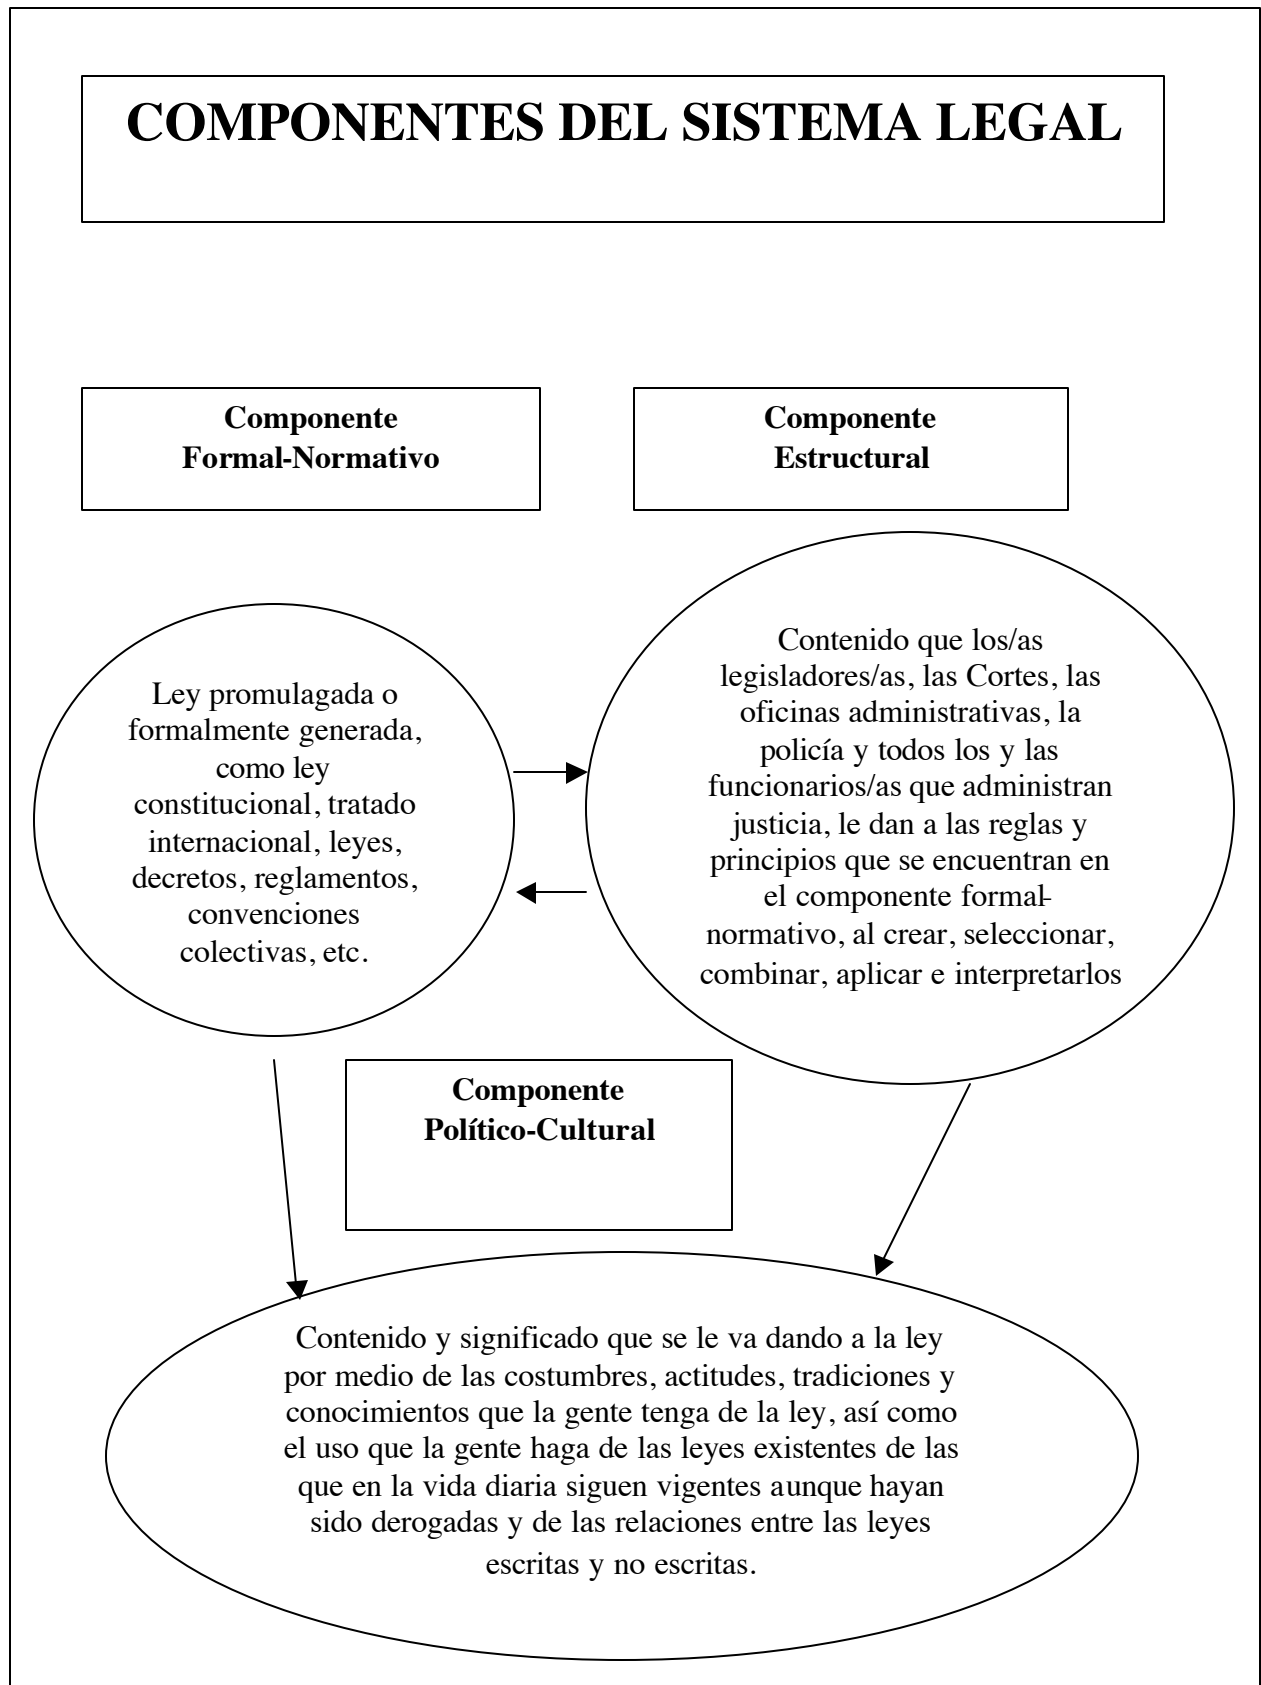 COMPONENTES DEL SISTEMA LEGAL
Componente
Formal-Normativo
Componente
Estructural
Ley promulagada o
formalmente generada,
como ley
constitucional, tratado
internacional, leyes,
decretos, reglamentos,
convenciones
colectivas, etc.
Contenido que los/as
legisladores/as, las Cortes, las
oficinas administrativas, la
policía y todos los y las
funcionarios/as que administran
justicia, le dan a las reglas y
principios que se encuentran en
el componente formal-
normativo, al crear, seleccionar,
combinar, aplicar e interpretarlos
Componente
Político-Cultural
Contenido y significado que se le va dando a la ley
por medio de las costumbres, actitudes, tradiciones y
conocimientos que la gente tenga de la ley, así como
el uso que la gente haga de las leyes existentes de las
que en la vida diaria siguen vigentes aunque hayan
sido derogadas y de las relaciones entre las leyes
escritas y no escritas.